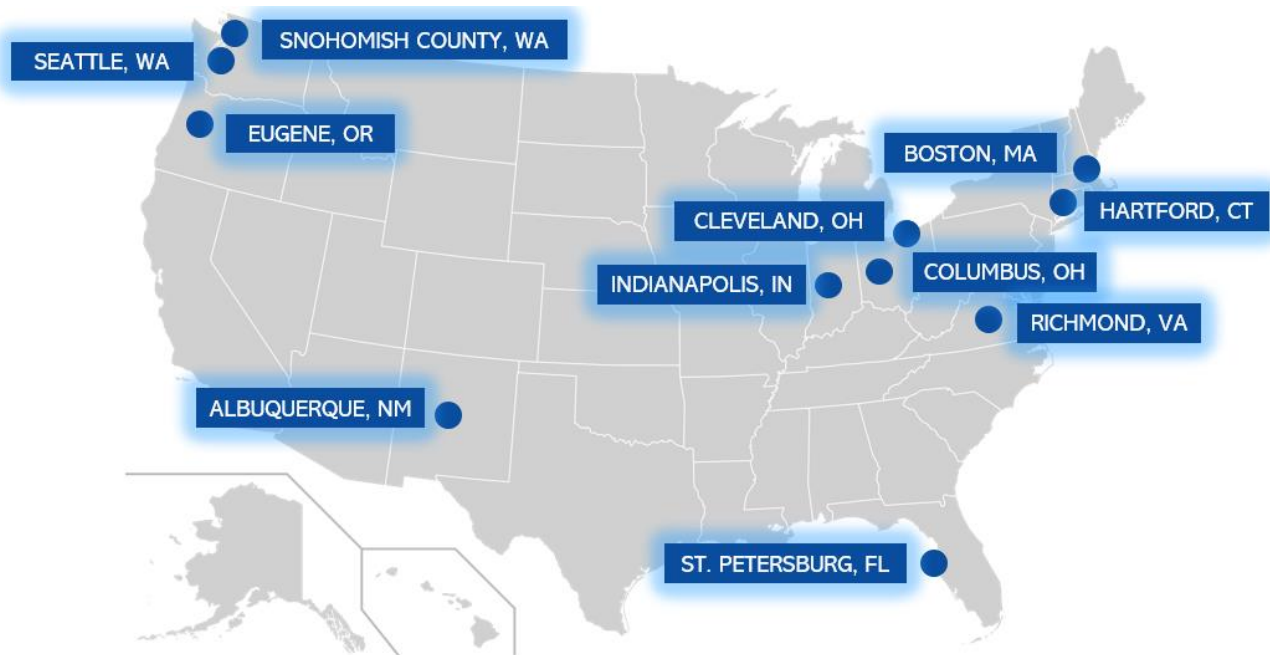 SNOHOMISH COUNTY, WA
SEATTLE, WA
EUGENE, OR
BOSTON, MA
HARTFORD, CT
CLEVELAND, OH
COLUMBUS, OH
INDIANAPOLIS, IN
RICHMOND, VA
ALBUQUERQUE, NM
ST. PETERSBURG, FL